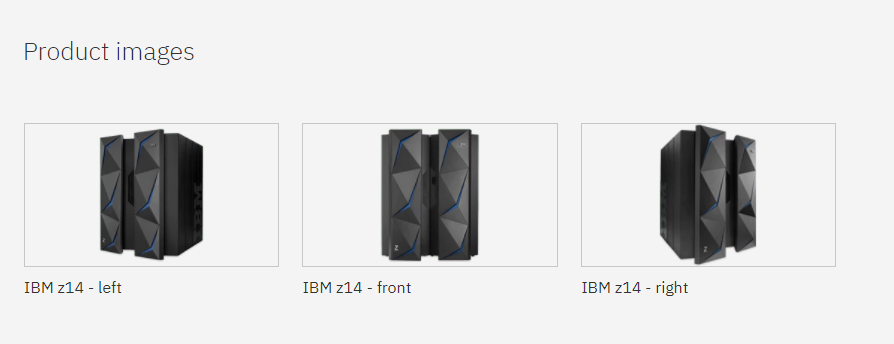 Product images
IBM z14 - left
IBM z14 - front
IBM z14 - right